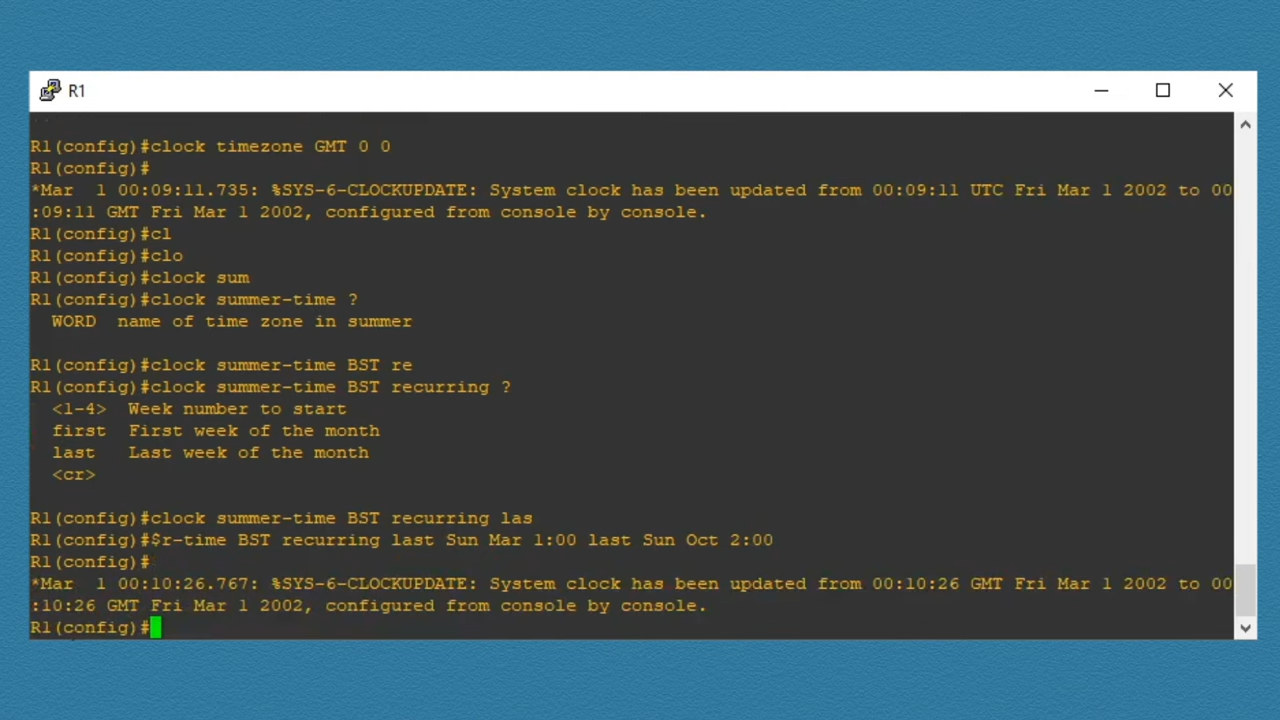 R1
R1(config)#clock timezone GMT 0 0
R1(config)#
*Mar  1 00:09:11.735: %SYS-6-CLOCKUPDATE: System clock has been updated from 00:09:11 UTC Fri Mar 1 2002 to 00
:09:11 GMT Fri Mar 1 2002, configured from console by console.
R1(config)#cl
R1(config)#clo
R1(config)#clock sum
R1(config)#clock summer-time ?
  WORD  name of time zone in summer
R1(config)#clock summer-time BST re
R1(config)#clock summer-time BST recurring ?
  <1-4>  Week number to start
  first  First week of the month
  last   Last week of the month
  <cr>
R1(config)#clock summer-time BST recurring las
R1(config)#$r-time BST recurring last Sun Mar 1:00 last Sun Oct 2:00
R1(config)#
*Mar  1 00:10:26.767: %SYS-6-CLOCKUPDATE: System clock has been updated from 00:10:26 GMT Fri Mar 1 2002 to 00
:10:26 GMT Fri Mar 1 2002, configured from console by console.
R1(config)#